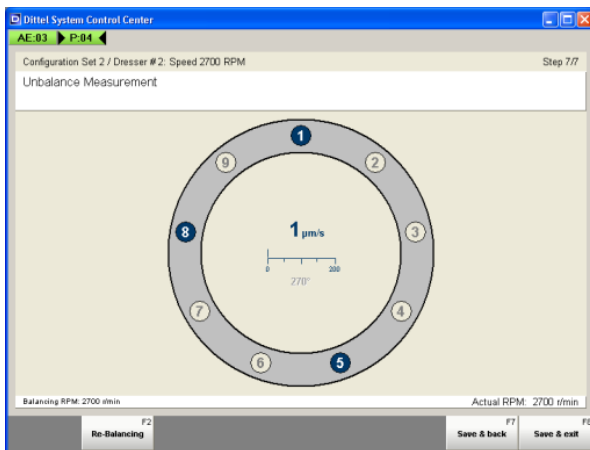 Dittel System Control Center
AE:03 P:04
Configuration Set 2 / Dresser # 2: Speed 2700 RPM Step 7/7
Unbalance Measurement
1
9 2
8 3
1 µm/s
0 200
270°
7 4
6 5
Balancing RPM: 2700 r/min Actual RPM: 2700 r/min
F2 F7 F8
Re-Balancing Save & back Save & exit